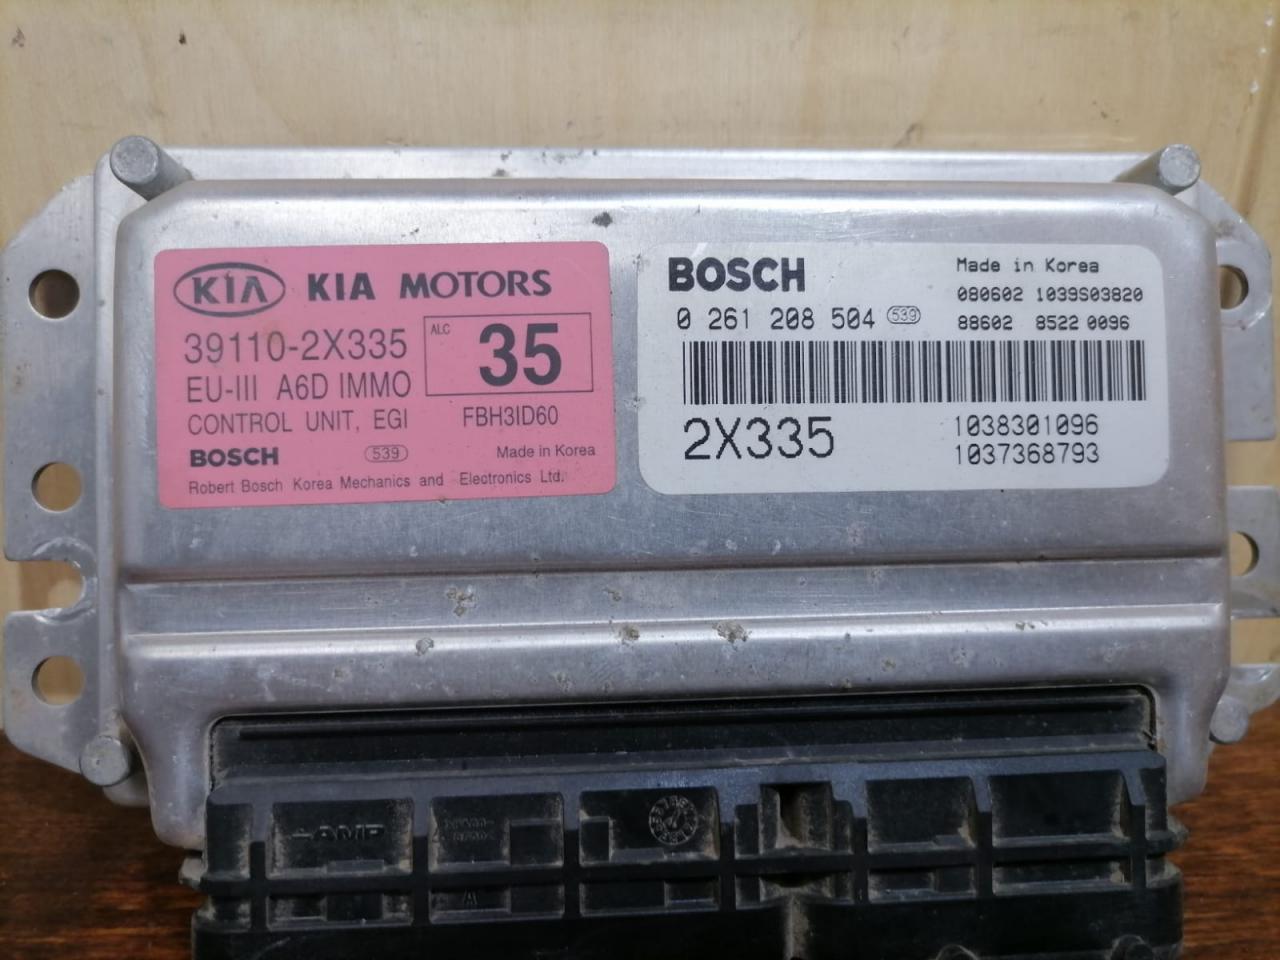 KIA KIA MOTORS
39110-2X335
ALC
35
EU-III A6D IMMO
CONTROL UNIT, EGI
FBH3ID60
BOSCH 539 Made in Korea
Robert Bosch Korea Mechanics and Electronics Ltd.
BOSCH
Made in Korea
0 261 208 504 539
080602 1039S03820
88602 8522 0096
2X335
1038301096
1037368793
AMP
A